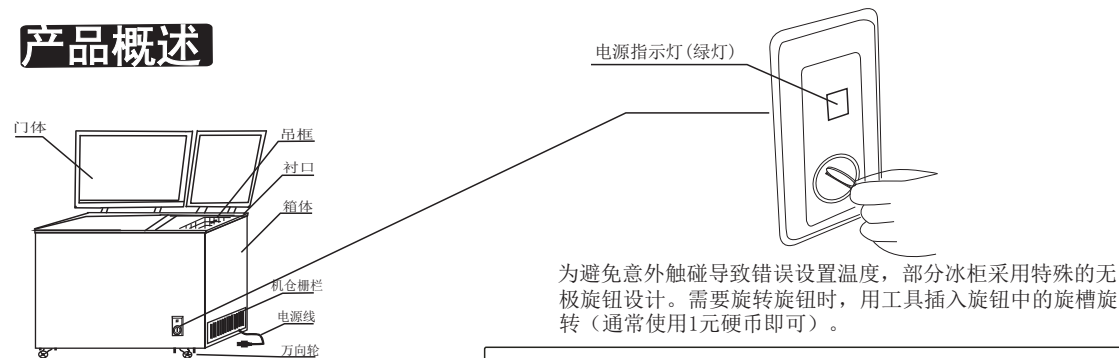 产品概述
电源指示灯(绿灯)
门体
吊框
衬口
箱体
机仓栅栏
电源线
万向轮
为避免意外触碰导致错误设置温度，部分冰柜采用特殊的无
极旋钮设计。需要旋转旋钮时，用工具插入旋钮中的旋槽旋
转（通常使用1元硬币即可）。